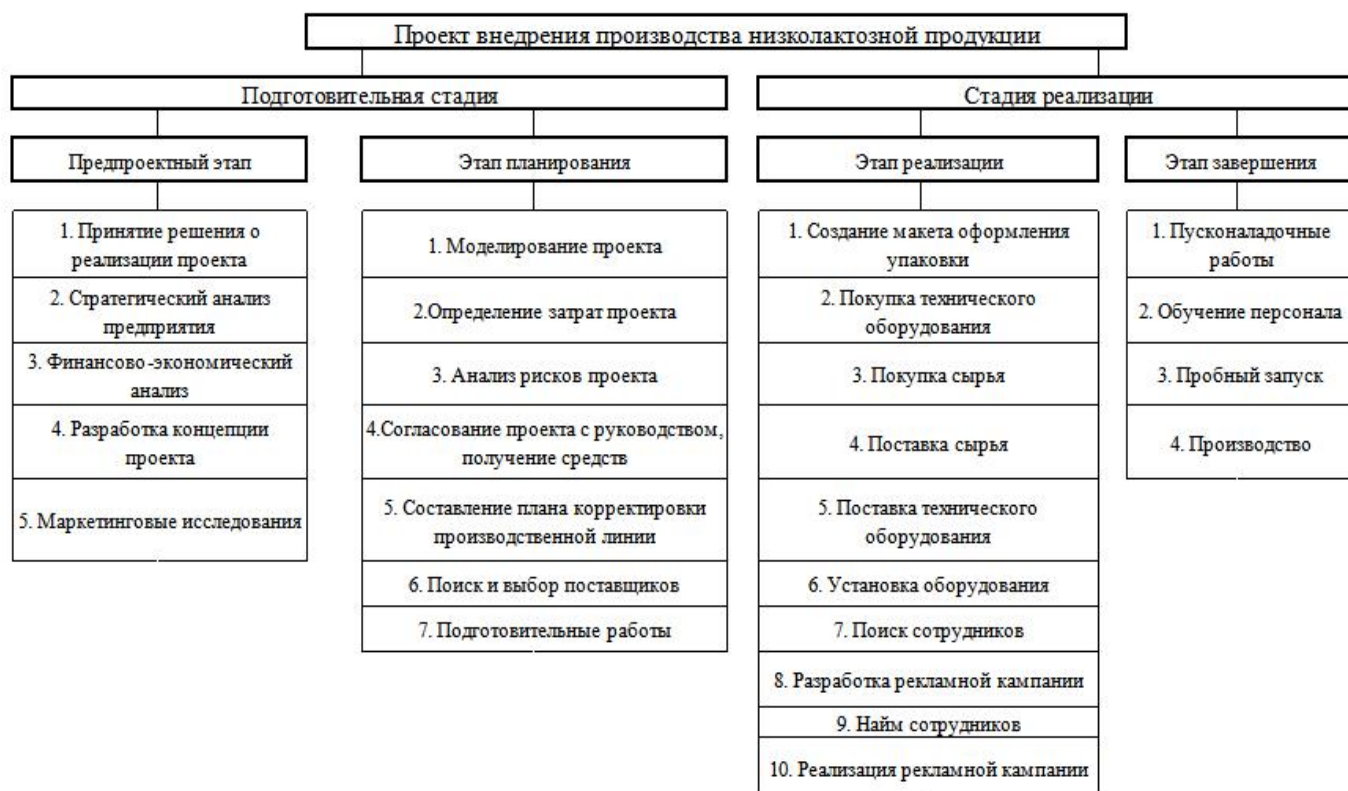 Проект внедрения производства низколактозной продукции
Подготовительная стадия
Стадия реализации
Предпроектный этап
Этап планирования
Этап реализации
Этап завершения
1. Принятие решения о
реализации проекта
2. Стратегический анализ
предприятия
3. Финансово-экономический
анализ
4. Разработка концепции
проекта
5. Маркетинговые исследования
1. Моделирование проекта
2.Определение затрат проекта
3. Анализ рисков проекта
4.Согласование проекта с руководством,
получение средств
5. Составление плана корректировки
производственной линии
6. Поиск и выбор поставщиков
7. Подготовительные работы
1. Создание макета оформления
упаковки
2. Покупка технического
оборудования
3. Покупка сырья
4. Поставка сырья
5. Поставка технического
оборудования
6. Установка оборудования
7. Поиск сотрудников
8. Разработка рекламной кампании
9. Найм сотрудников
10. Реализация рекламной кампании
1. Пусконаладочные
работы
2. Обучение персонала
3. Пробный запуск
4. Производство